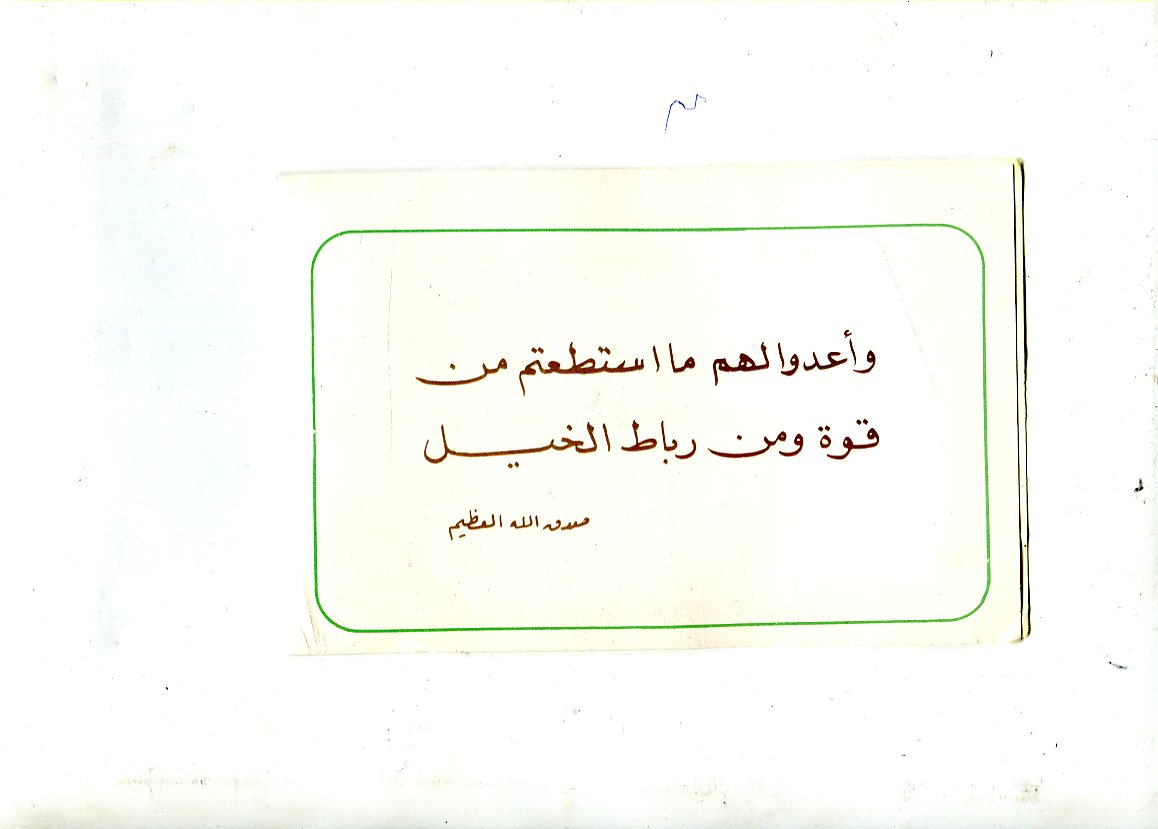 وأعدوا لهم ما استطعتم من
قوة ومن رباط الخيل
صدق الله العظيم